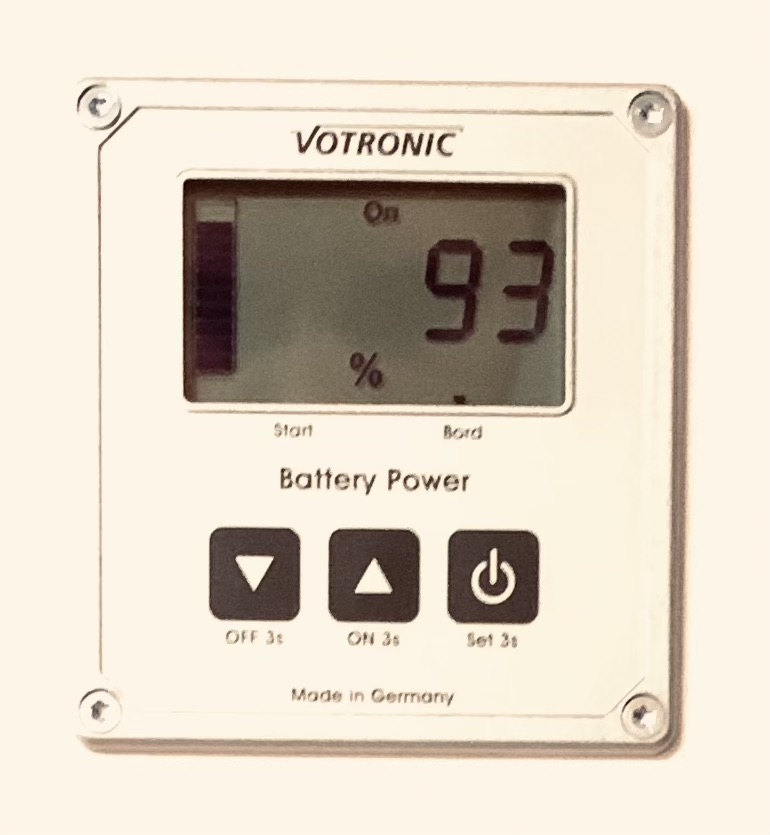 VOTRONIC
On
93
%
Start Bord
Battery Power
OFF 3s ON 3s Set 3s
Made in Germany